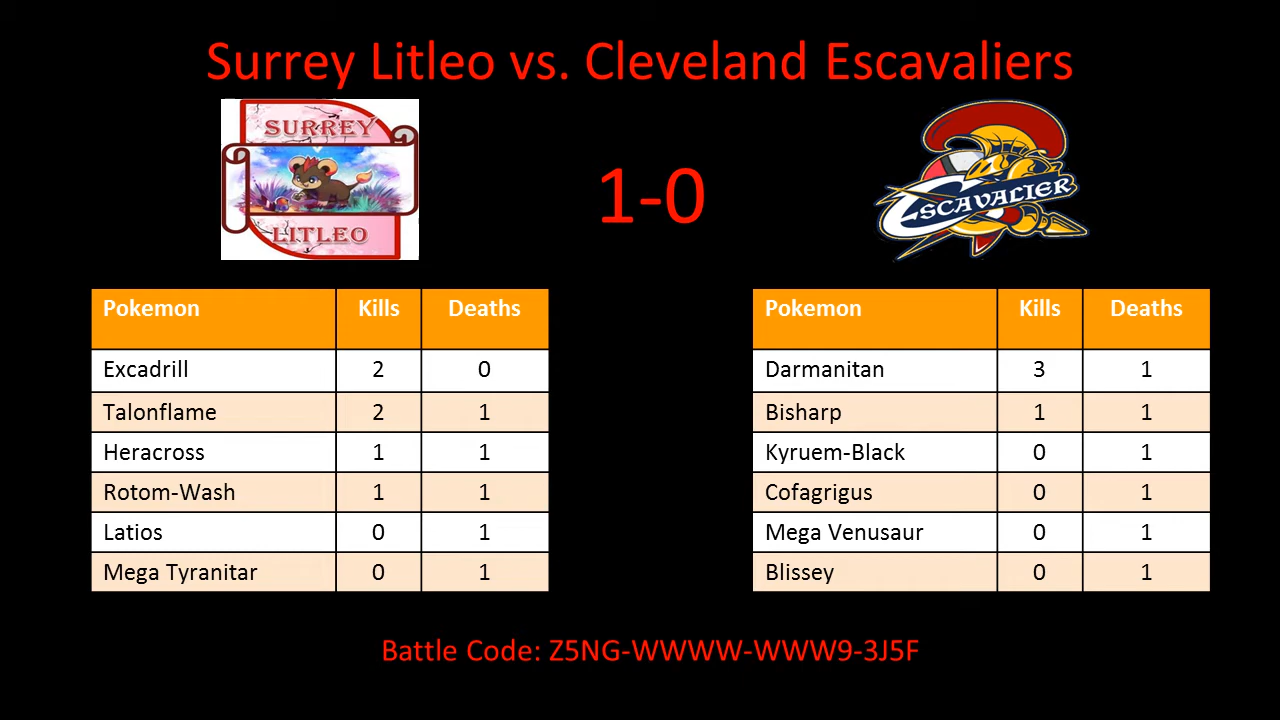 Surrey Litleo vs. Cleveland Escavaliers
SURREY
LITLEO
1-0
ESCAVALIER
Pokemon Kills Deaths
Excadrill 2 0
Talonflame 2 1
Heracross 1 1
Rotom-Wash 1 1
Latios 0 1
Mega Tyranitar 0 1
Pokemon Kills Deaths
Darmanitan 3 1
Bisharp 1 1
Kyruem-Black 0 1
Cofagrigus 0 1
Mega Venusaur 0 1
Blissey 0 1
Battle Code: Z5NG-WWWW-WWW9-3J5F